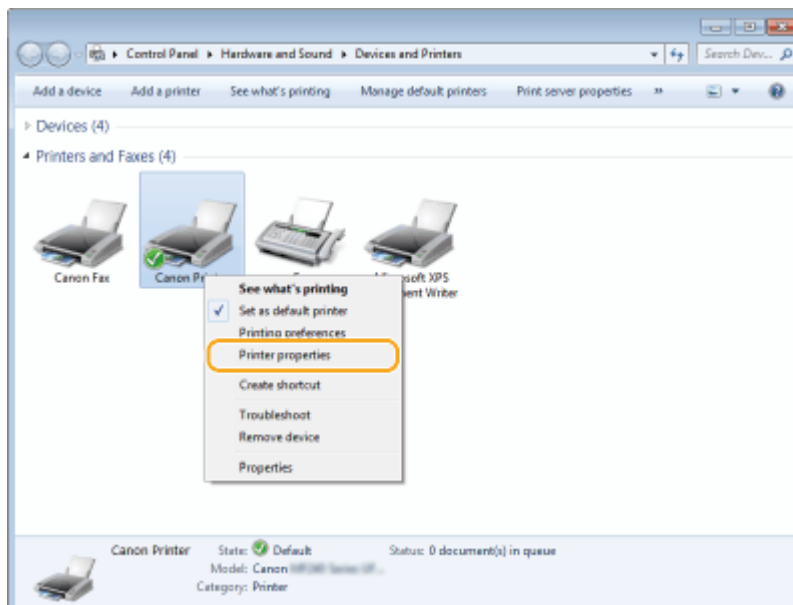 Control Panel ▸ Hardware and Sound ▸ Devices and Printers
Search Dev...
Add a device Add a printer See what's printing Manage default printers Print server properties »
Devices (4)
Printers and Faxes (4)
Canon Fax
Canon
XPS
Writer
See what's printing
Set as default printer
Printing preferences
Printer properties
Create shortcut
Troubleshoot
Remove device
Properties
Canon Printer State: Default Status: 0 document(s) in queue
Model: Canon
Category: Printer